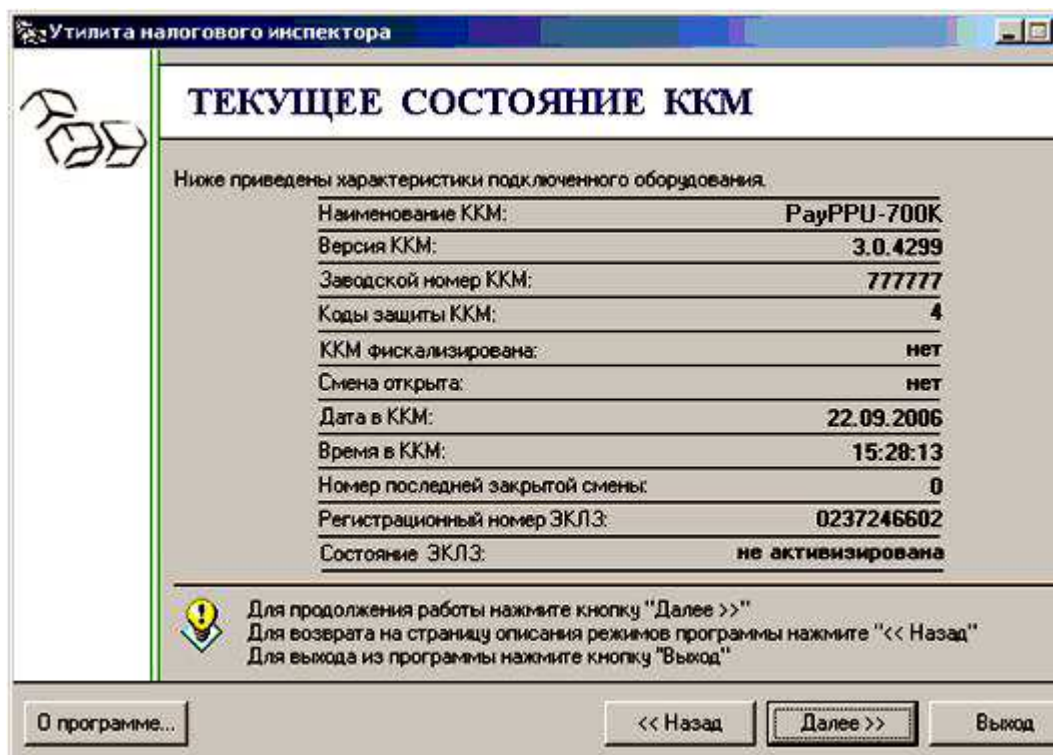 Утилита налогового инспектора
ТЕКУЩЕЕ СОСТОЯНИЕ ККМ
Ниже приведены характеристики подключенного оборудования.
Наименование ККМ: PayPPU-700K
Версия ККМ: 3.0.4299
Заводской номер ККМ: 777777
Коды защиты ККМ: 4
ККМ фискализирована: нет
Смена открыта: нет
Дата в ККМ: 22.09.2006
Время в ККМ: 15:28:13
Номер последней закрытой смены: 0
Регистрационный номер ЭКЛЗ: 0237246602
Состояние ЭКЛЗ: не активизирована
Для продолжения работы нажмите кнопку "Далее >>"
Для возврата на страницу описания режимов программы нажмите "<< Назад"
Для выхода из программы нажмите кнопку "Выход"
О программе... << Назад Далее >> Выход